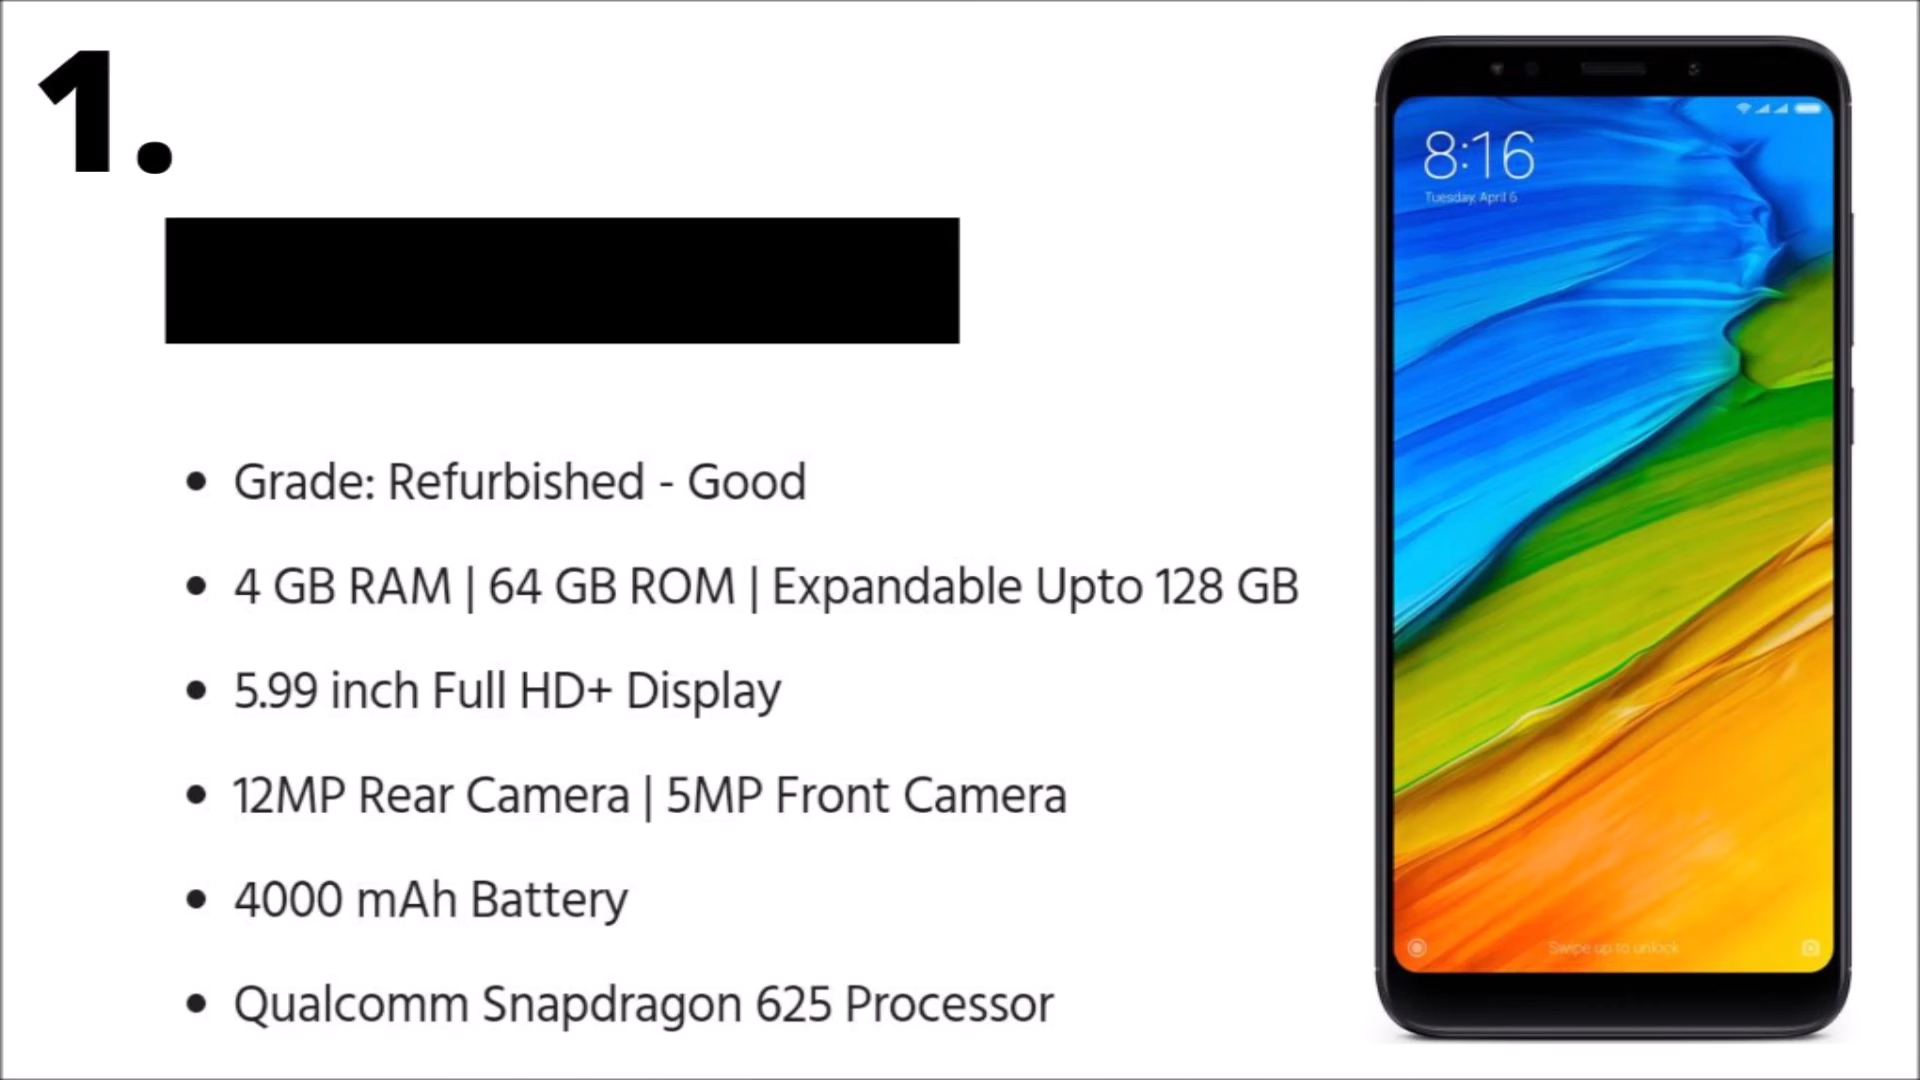 1.
Grade: Refurbished - Good
4 GB RAM | 64 GB ROM | Expandable Upto 128 GB
5.99 inch Full HD+ Display
12MP Rear Camera | 5MP Front Camera
4000 mAh Battery
Qualcomm Snapdragon 625 Processor
8:16
Tuesday, April 6
Swipe up to unlock